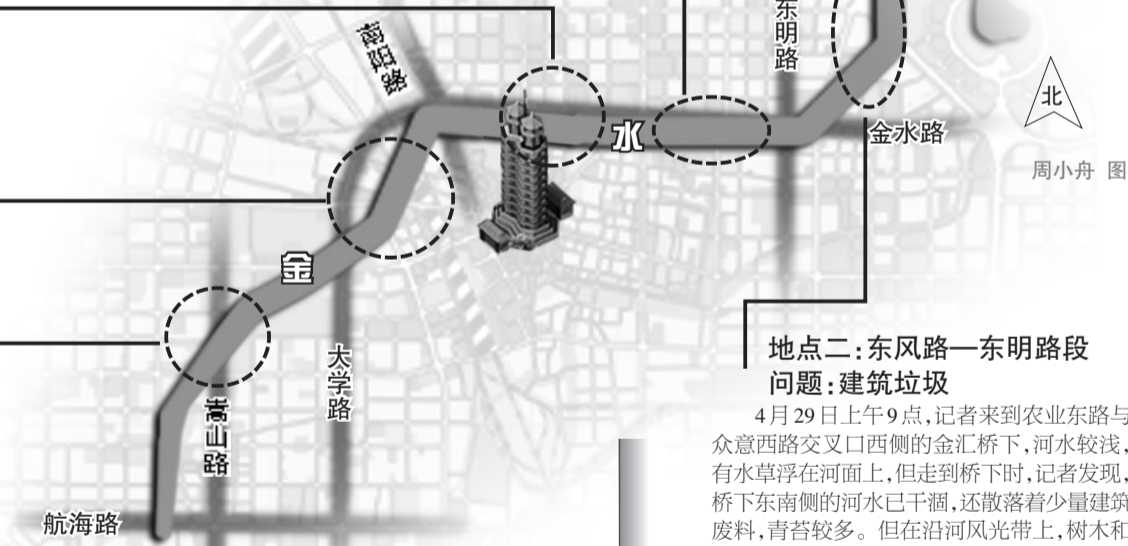 南阳路
东明路
北
水
金水路
周小舟 图
金
大学路
嵩山路
航海路
地点二:东风路—东明路段
问题:建筑垃圾
4月29日上午9点,记者来到农业东路与
众意西路交叉口西侧的金汇桥下,河水较浅,
有水草浮在河面上,但走到桥下时,记者发现,
桥下东南侧的河水已干涸,还散落着少量建筑
废料,青苔较多。但在沿河风光带上,树木和